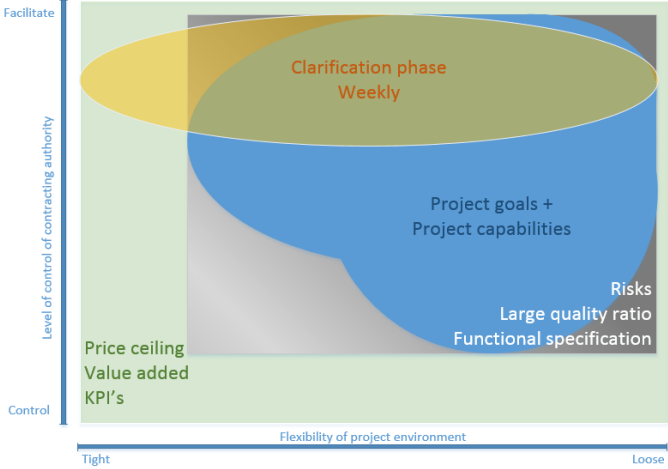 Facilitate
Clarification phase
Weekly
Level of control of contracting authority
Project goals +
Project capabilities
Risks
Large quality ratio
Functional specification
Price ceiling
Value added
KPI's
Control
Flexibility of project environment
Tight
Loose